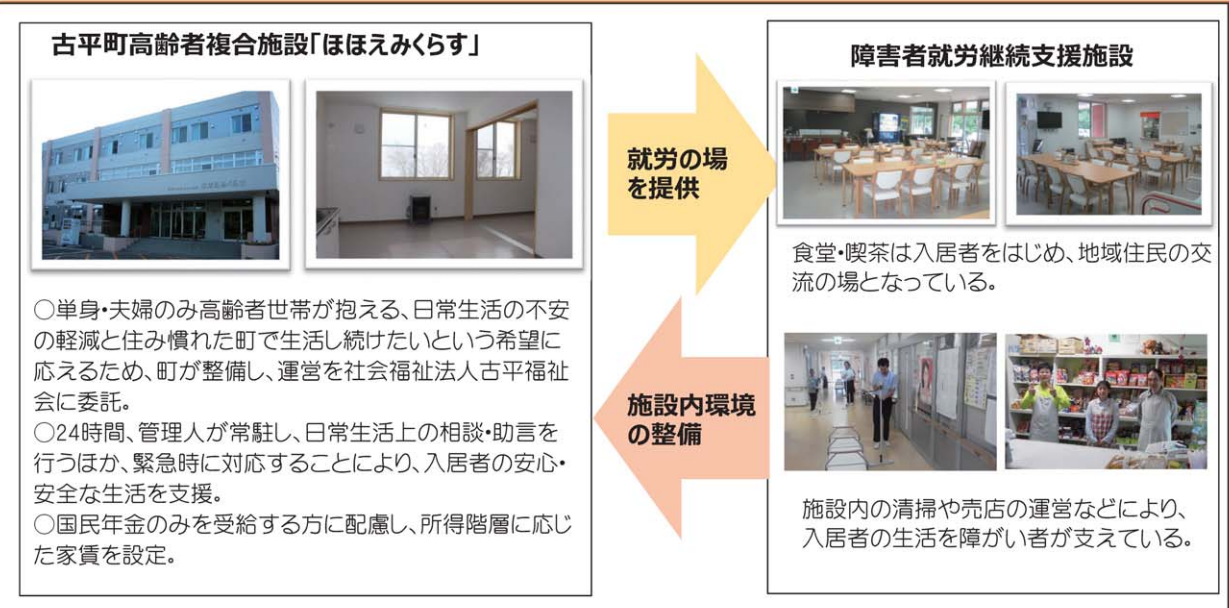 古平町高齢者複合施設「ほほえみくらす」
○単身・夫婦のみ高齢者世帯が抱える、日常生活の不安
の軽減と住み慣れた町で生活し続けたいという希望に
応えるため、町が整備し、運営を社会福祉法人古平福祉
会に委託。
○24時間、管理人が常駐し、日常生活上の相談・助言を
行うほか、緊急時に対応することにより、入居者の安心・
安全な生活を支援。
○国民年金のみを受給する方に配慮し、所得階層に応じ
た家賃を設定。
就労の場
を提供
施設内環境
の整備
障害者就労継続支援施設
食堂・喫茶は入居者をはじめ、地域住民の交
流の場となっている。
施設内の清掃や売店の運営などにより、
入居者の生活を障がい者が支えている。